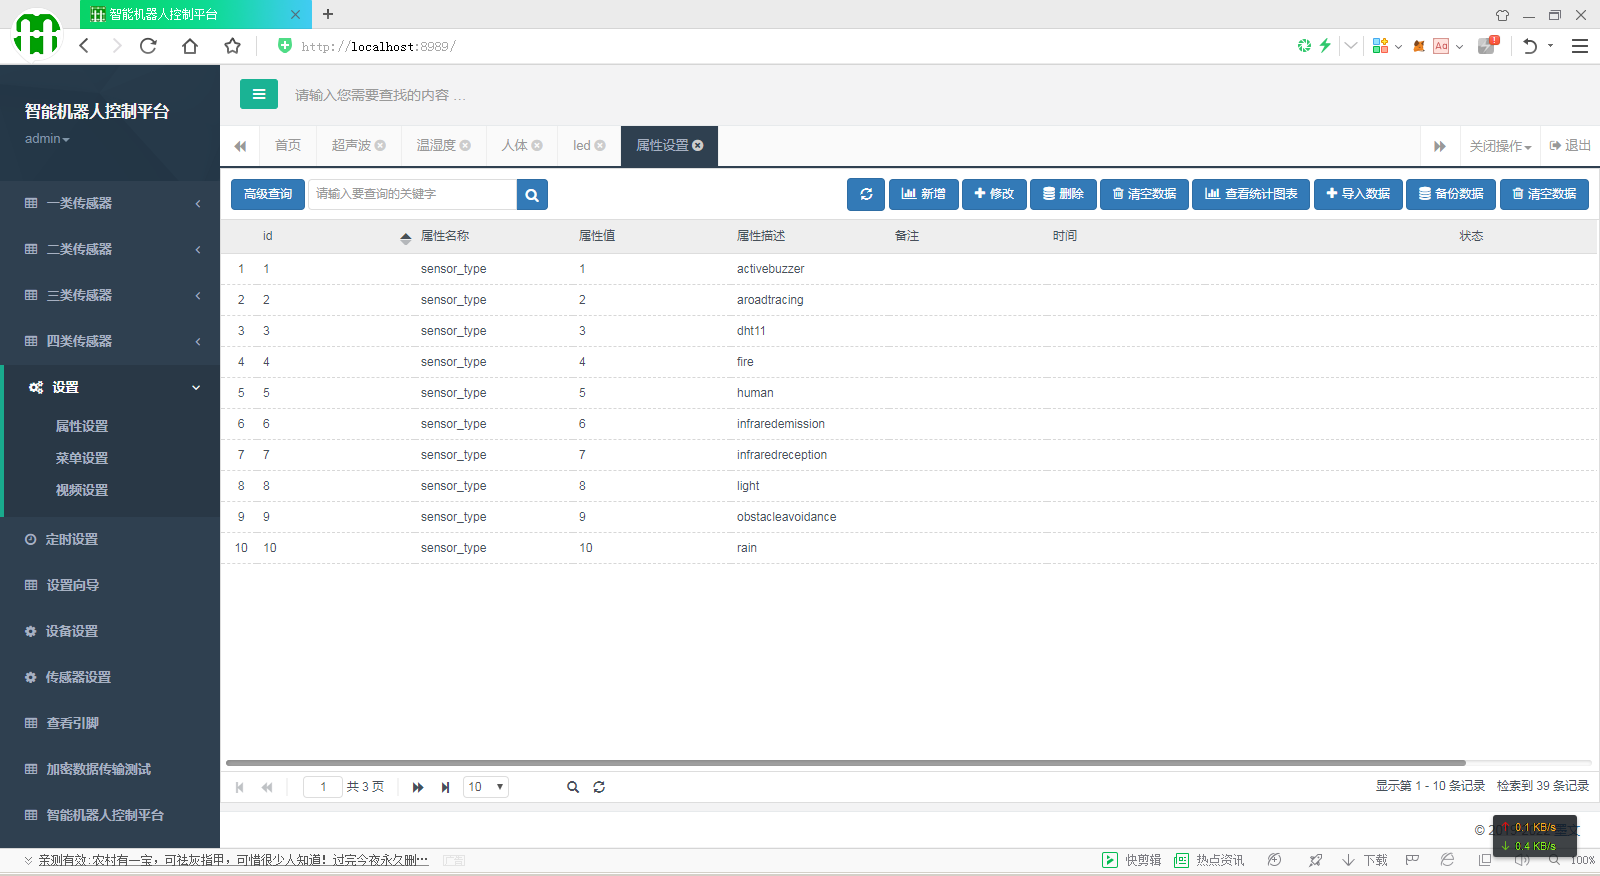 智能机器人控制平台
http://localhost:8989/
智能机器人控制平台
admin
请输入您需要查找的内容 …
首页 超声波 温湿度 人体 led 属性设置 关闭操作 退出
高级查询 请输入要查询的关键字 新增 修改 删除 清空数据 查看统计图表 导入数据 备份数据 清空数据
一类传感器
二类传感器
三类传感器
四类传感器
设置
属性设置
菜单设置
视频设置
定时设置
设置向导
设备设置
传感器设置
查看引脚
加密数据传输测试
智能机器人控制平台
id 属性名称 属性值 属性描述 备注 时间 状态
1 1 sensor_type 1 activebuzzer
2 2 sensor_type 2 aroadtracing
3 3 sensor_type 3 dht11
4 4 sensor_type 4 fire
5 5 sensor_type 5 human
6 6 sensor_type 6 infraredemission
7 7 sensor_type 7 infraredreception
8 8 sensor_type 8 light
9 9 sensor_type 9 obstacleavoidance
10 10 sensor_type 10 rain
1 共 3 页 10 显示第 1 - 10 条记录 检索到 39 条记录
0.1 KB/s
0.4 KB/s
亲测有效:农村有一宝，可祛灰指甲，可惜很少人知道！过完今夜永久删… 广告
快剪辑 热点资讯 下载 100%